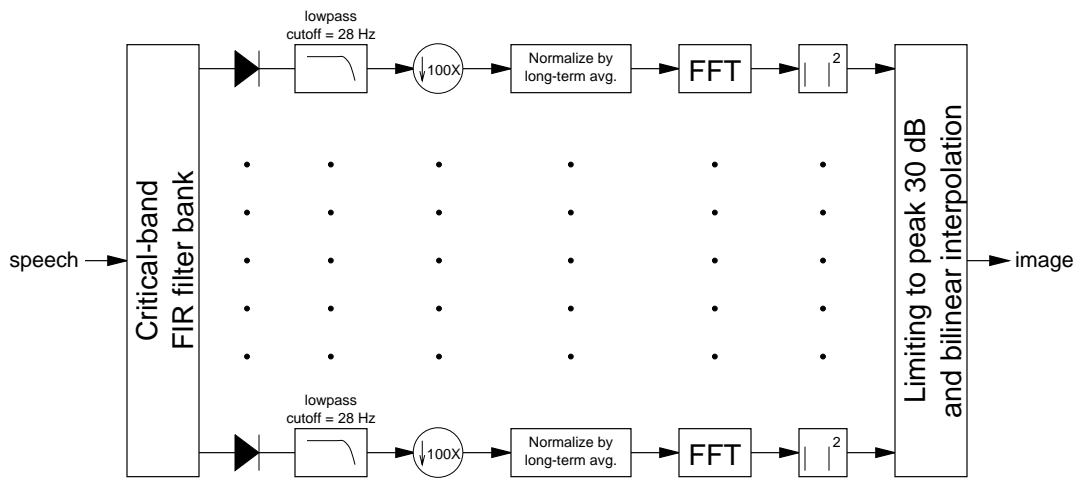 lowpass
cutoff = 28 Hz
↓100X
Normalize by
long-term avg.
FFT
| |2
speech
Critical-band
FIR filter bank
Limiting to peak 30 dB
and bilinear interpolation
image
lowpass
cutoff = 28 Hz
↓100X
Normalize by
long-term avg.
FFT
| |2